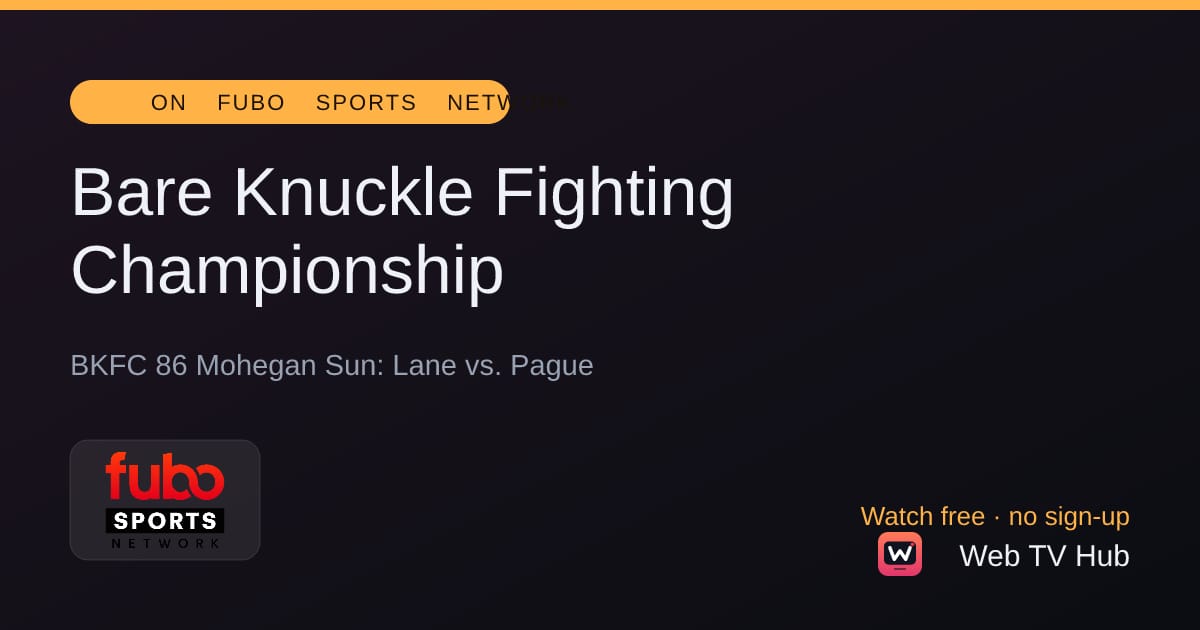 ON FUBO SPORTS NETWORK
Bare Knuckle Fighting
Championship
BKFC 86 Mohegan Sun: Lane vs. Pague
fubo
SPORTS
NETWORK
Watch free · no sign-up
W
Web TV Hub